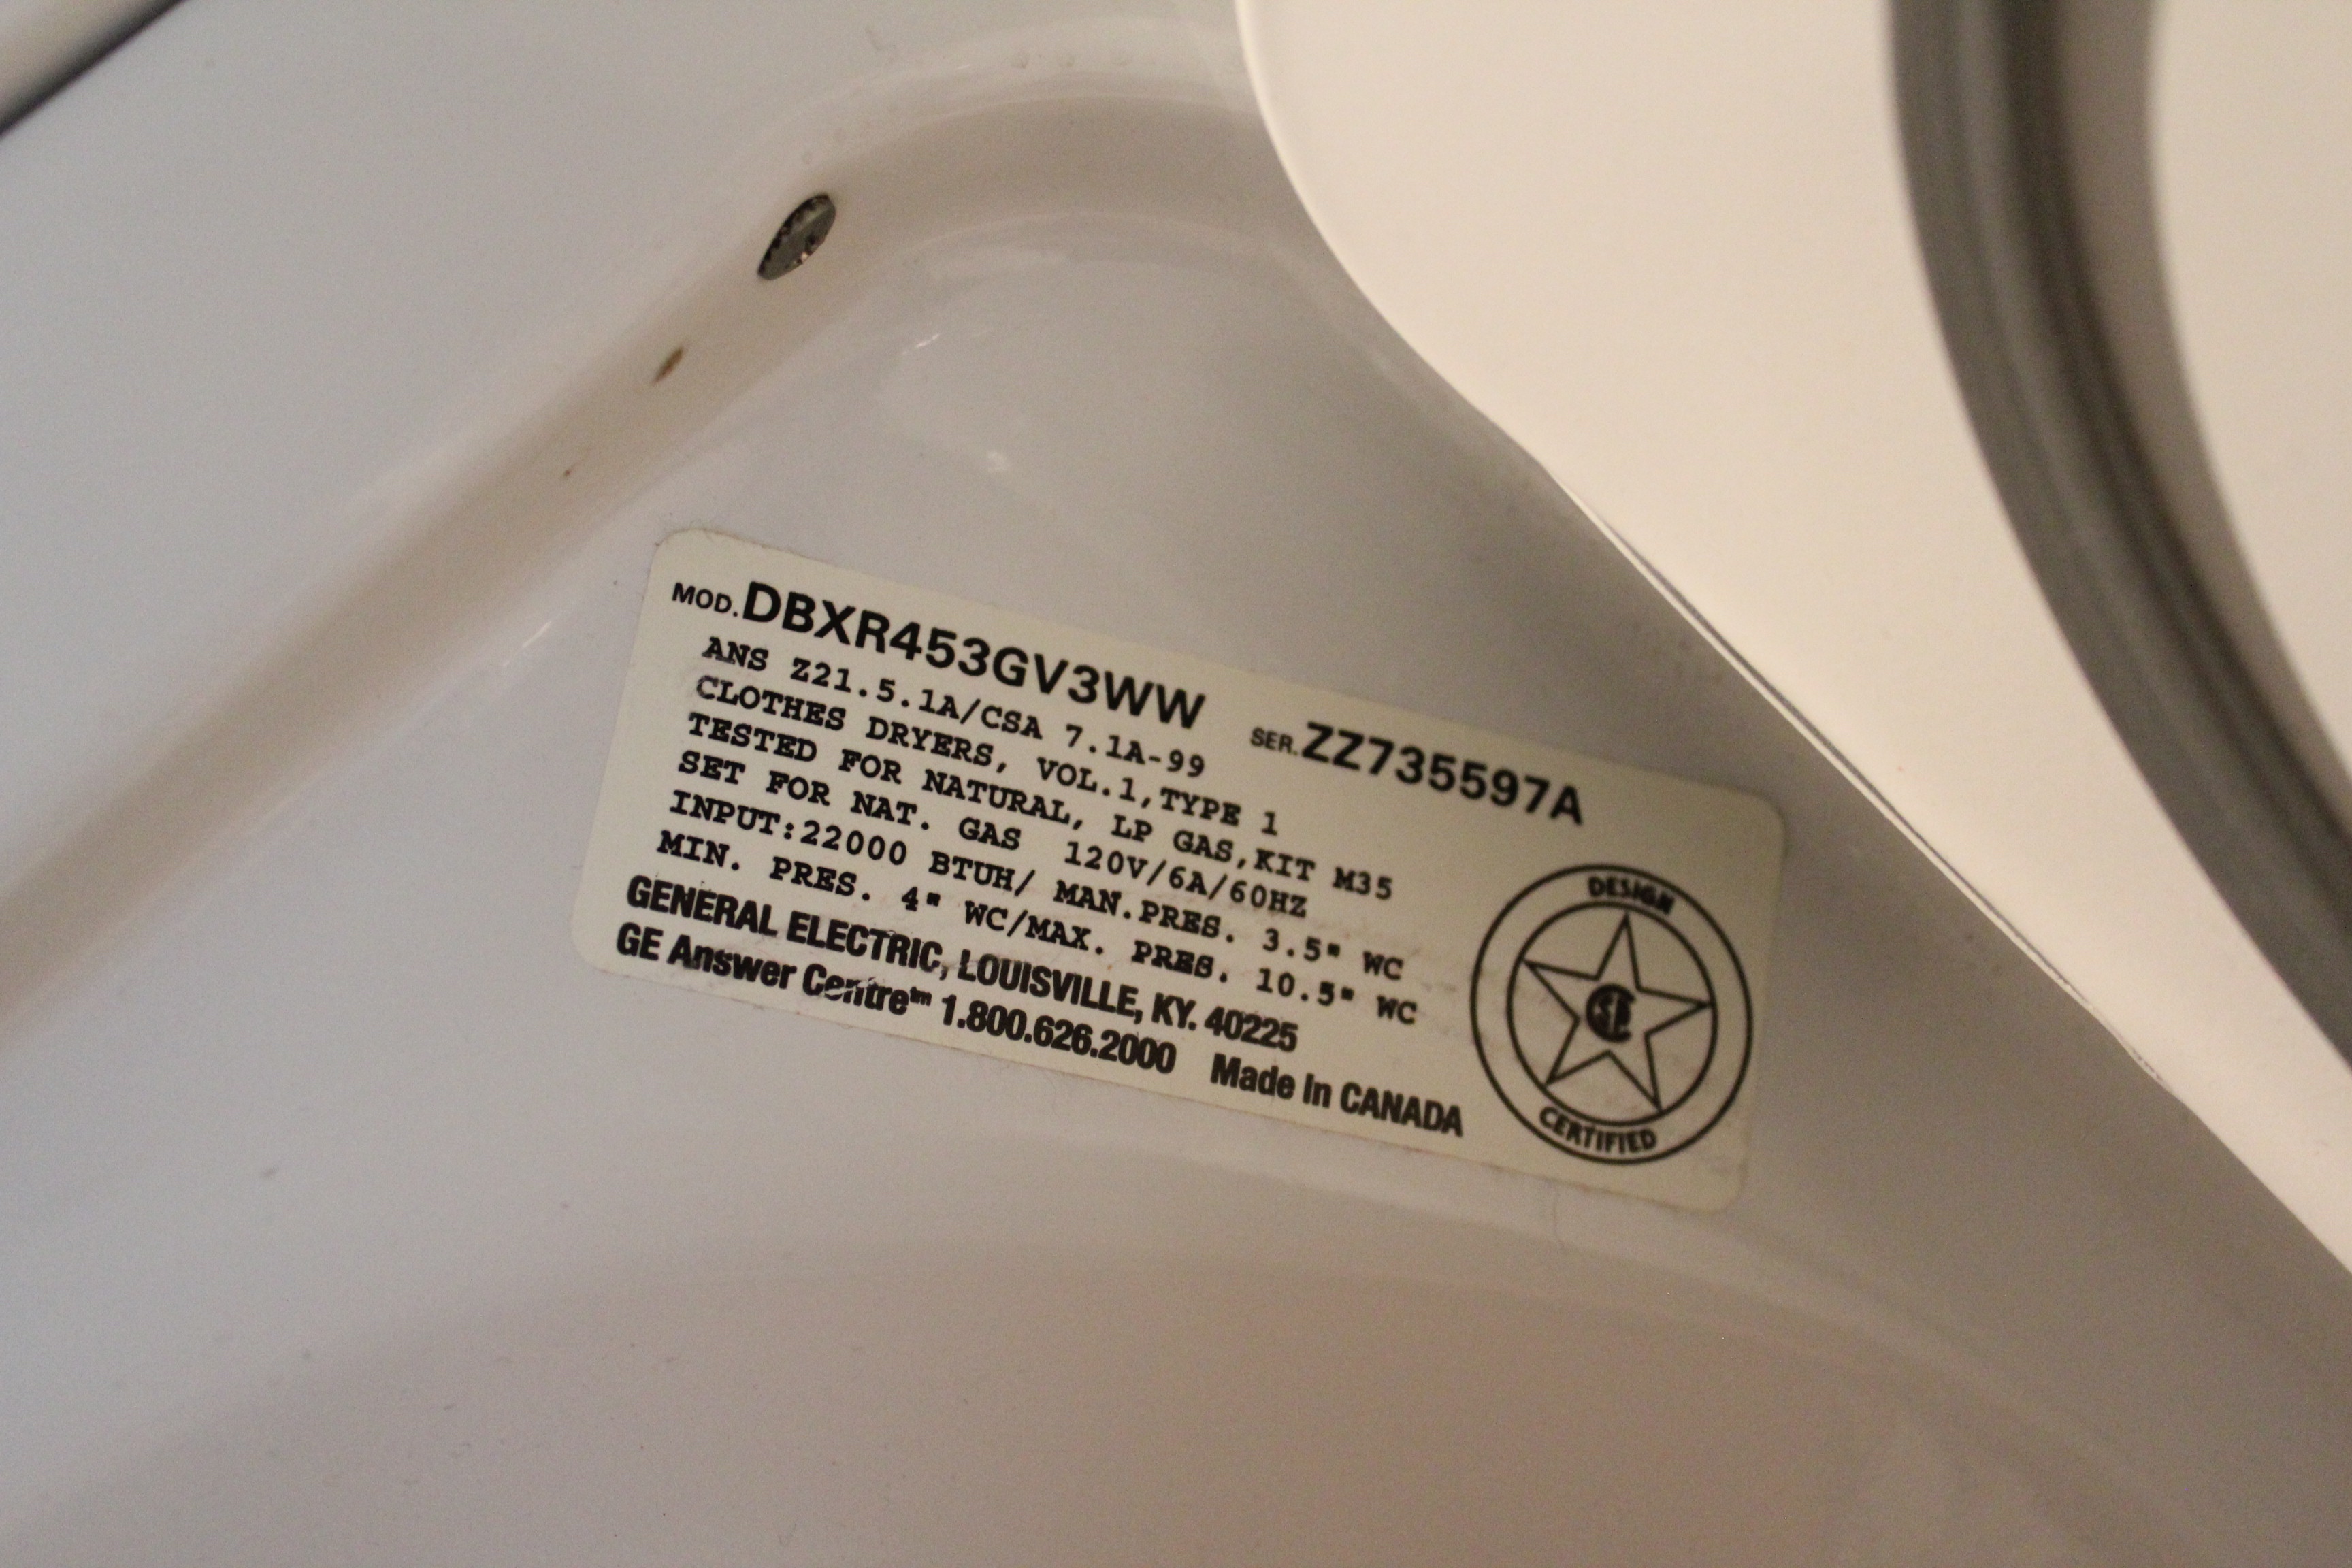 MOD. DBXR453GV3WW SER. ZZ735597A
ANS Z21.5.1A/CSA 7.1A-99
CLOTHES DRYERS, VOL.1,TYPE 1
TESTED FOR NATURAL, LP GAS,KIT M35
SET FOR NAT. GAS 120V/6A/60HZ
INPUT:22000 BTUH/ MAN.PRES. 3.5" WC
MIN. PRES. 4" WC/MAX. PRES. 10.5" WC
GENERAL ELECTRIC, LOUISVILLE, KY. 40225
GE Answer Centre™ 1.800.626.2000 Made In CANADA
DESIGN
CERTIFIED